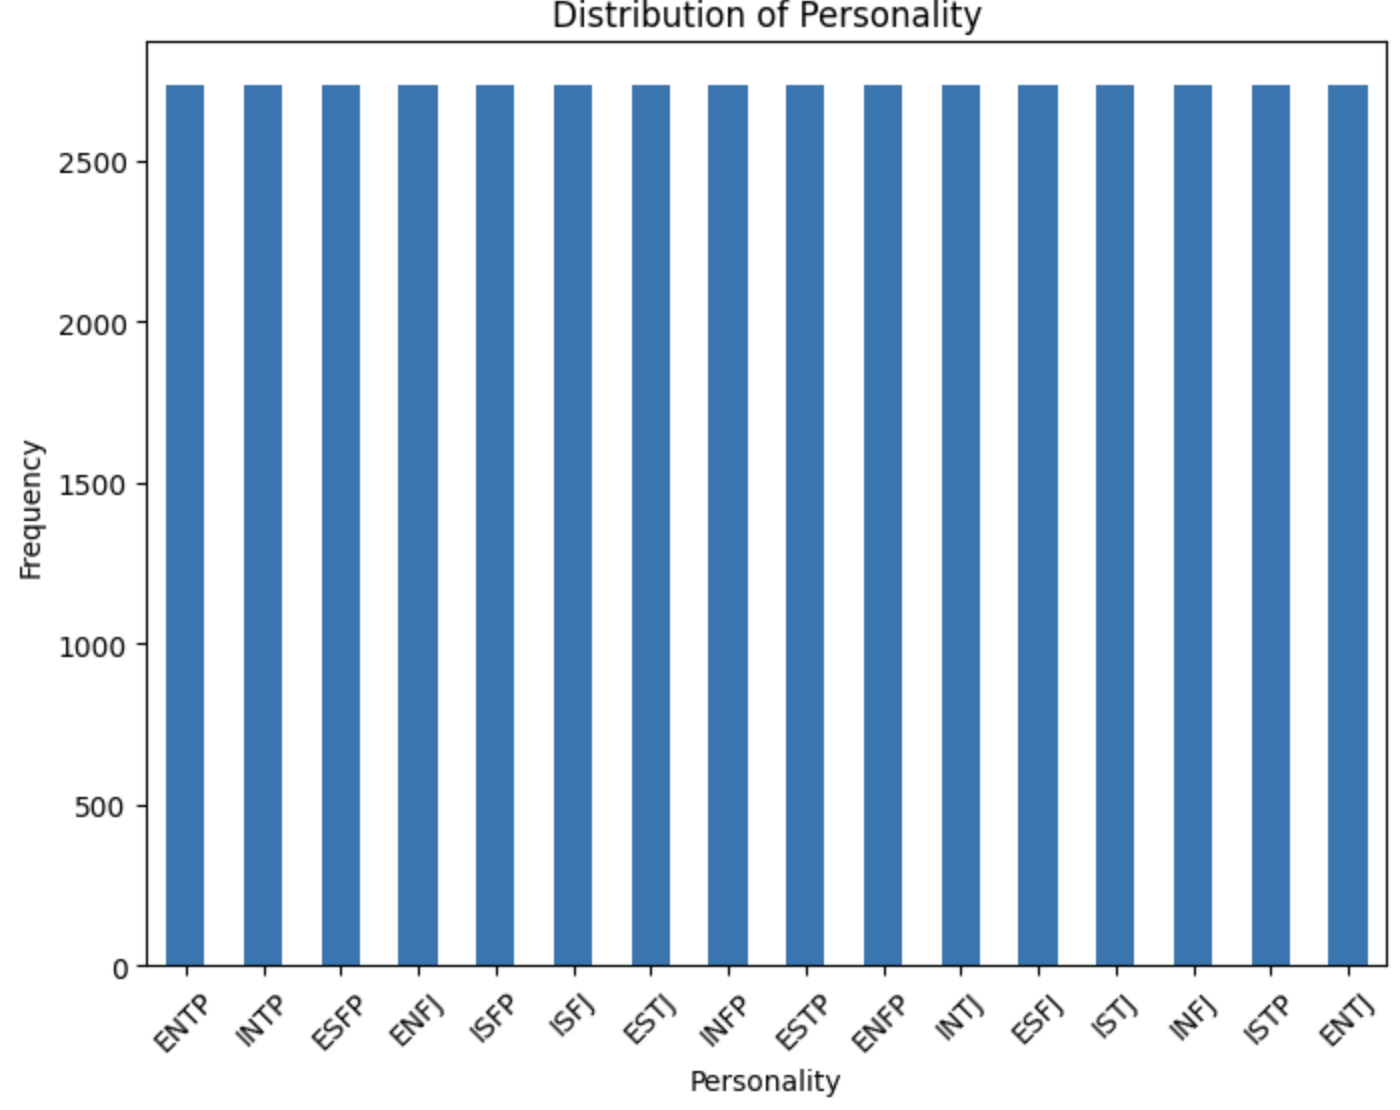 Distribution of Personality
Frequency
2500
2000
1500
1000
500
0
ENTP INTP ESFP ENFJ ISFP ISFJ ESTJ INFP ESTP ENFP INTJ ESFJ ISTJ INFJ ISTP ENTJ
Personality